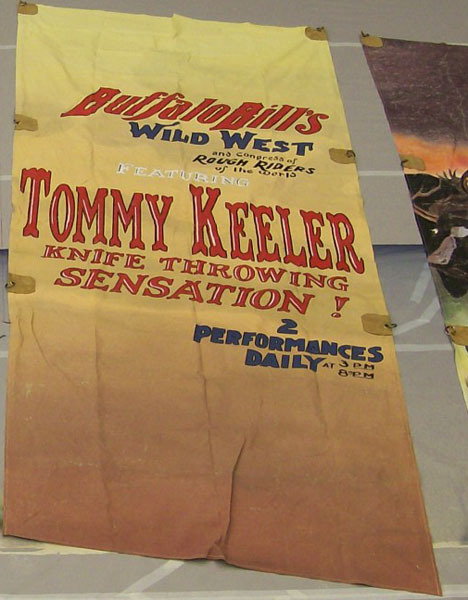 Buffalo Bill's
WILD WEST
and Congress of
ROUGH RIDERS
of the World
FEATURING
TOMMY KEELER
KNIFE THROWING
SENSATION !
2
PERFORMANCES
DAILY AT 3 PM
8 PM